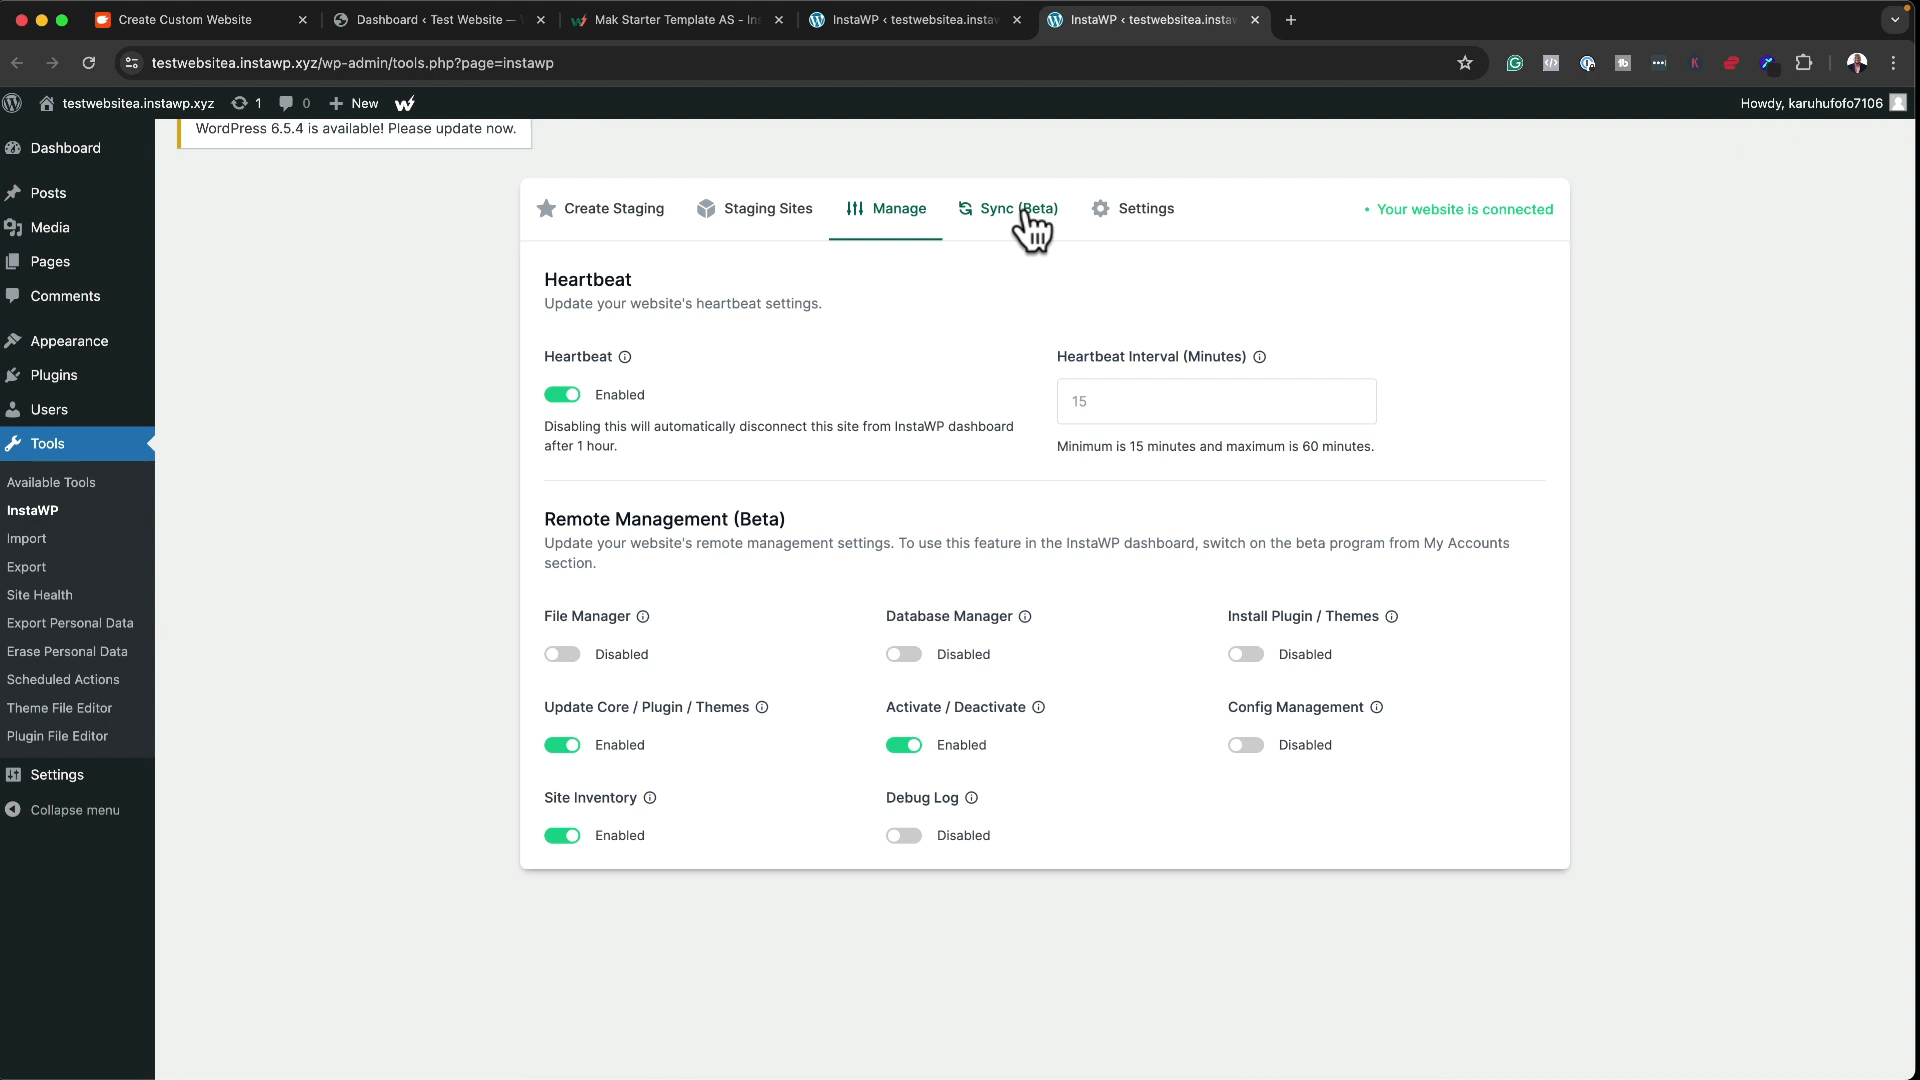 Create Custom Website
Dashboard ‹ Test Website —
Mak Starter Template AS - Ins
InstaWP ‹ testwebsitea.instaw
InstaWP ‹ testwebsitea.instaw
testwebsitea.instawp.xyz/wp-admin/tools.php?page=instawp
testwebsitea.instawp.xyz
1
0
New
Howdy, karuhufofo7106
WordPress 6.5.4 is available! Please update now.
Dashboard
Posts
Media
Pages
Comments
Appearance
Plugins
Users
Tools
Available Tools
InstaWP
Import
Export
Site Health
Export Personal Data
Erase Personal Data
Scheduled Actions
Theme File Editor
Plugin File Editor
Settings
Collapse menu
Create Staging
Staging Sites
Manage
Sync (Beta)
Settings
• Your website is connected
Heartbeat
Update your website's heartbeat settings.
Heartbeat
Enabled
Disabling this will automatically disconnect this site from InstaWP dashboard
after 1 hour.
Heartbeat Interval (Minutes)
15
Minimum is 15 minutes and maximum is 60 minutes.
Remote Management (Beta)
Update your website's remote management settings. To use this feature in the InstaWP dashboard, switch on the beta program from My Accounts
section.
File Manager
Disabled
Database Manager
Disabled
Install Plugin / Themes
Disabled
Update Core / Plugin / Themes
Enabled
Activate / Deactivate
Enabled
Config Management
Disabled
Site Inventory
Enabled
Debug Log
Disabled